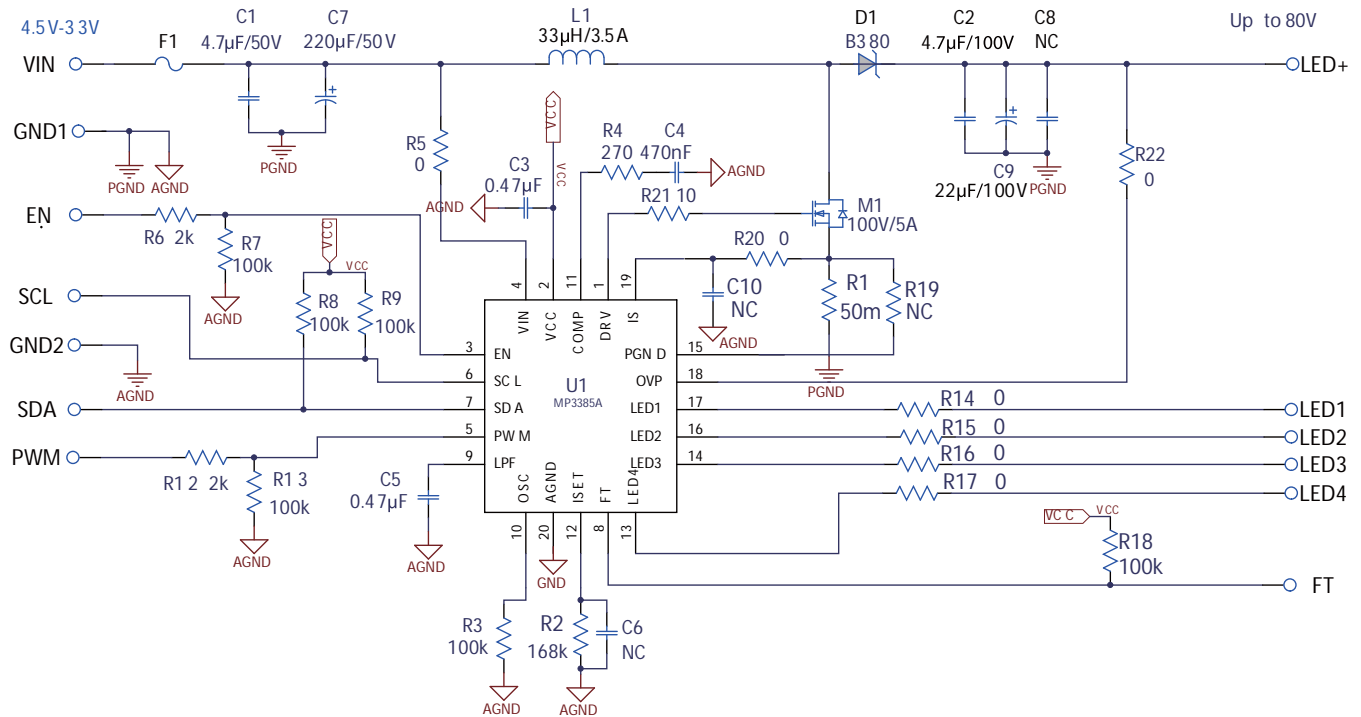 4.5V-33V
C1
4.7µF/50V
C7
220µF/50V
L1
33µH/3.5A
D1
B380
C2
4.7µF/100V
C8
NC
Up to 80V
F1
VIN
LED+
GND1
PGND
AGND
PGND
R5
0
VCC
VCC
C3
0.47µF
AGND
R4
270
C4
470nF
AGND
R21 10
C9
22µF/100V
PGND
R22
0
EN
R6 2k
R7
100k
AGND
VCC
VCC
M1
100V/5A
R20 0
C10
NC
AGND
R1
50m
R19
NC
PGND
SCL
R8
100k
R9
100k
GND2
AGND
SDA
PWM
R12 2k
R13
100k
AGND
C5
0.47µF
AGND
4
2
11
1
19
VIN
VCC
COMP
DRV
IS
3
EN
PGND
15
6
SCL
OVP
18
7
SDA
LED1
17
5
PWM
LED2
16
9
LPF
LED3
14
U1
MP3385A
OSC
AGND
ISET
FT
LED4
10
20
12
8
13
GND
R14 0
LED1
R15 0
LED2
R16 0
LED3
R17 0
LED4
VCC
VCC
R18
100k
FT
R3
100k
AGND
R2
168k
C6
NC
AGND